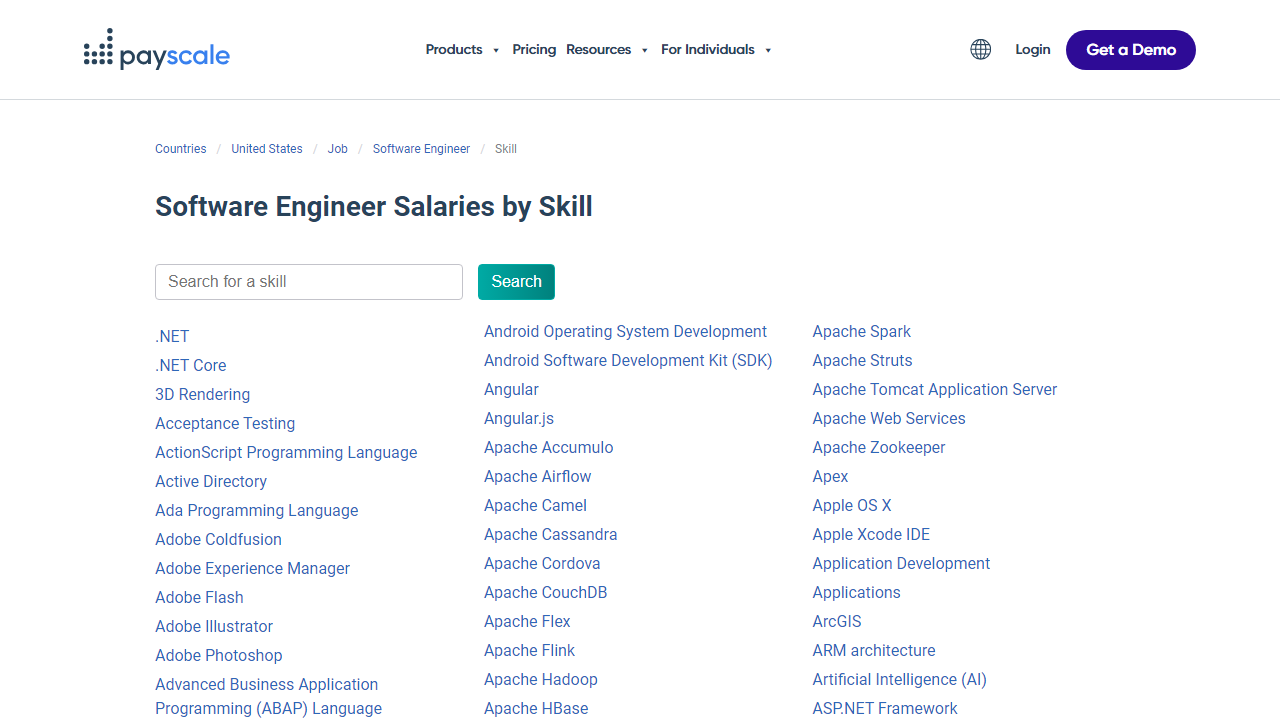 payscale
Products
Pricing
Resources
For Individuals
Login
Get a Demo
Countries / United States / Job / Software Engineer / Skill
Software Engineer Salaries by Skill
Search for a skill
Search
.NET
.NET Core
3D Rendering
Acceptance Testing
ActionScript Programming Language
Active Directory
Ada Programming Language
Adobe Coldfusion
Adobe Experience Manager
Adobe Flash
Adobe Illustrator
Adobe Photoshop
Advanced Business Application
Programming (ABAP) Language
Android Operating System Development
Android Software Development Kit (SDK)
Angular
Angular.js
Apache Accumulo
Apache Airflow
Apache Camel
Apache Cassandra
Apache Cordova
Apache CouchDB
Apache Flex
Apache Flink
Apache Hadoop
Apache HBase
Apache Spark
Apache Struts
Apache Tomcat Application Server
Apache Web Services
Apache Zookeeper
Apex
Apple OS X
Apple Xcode IDE
Application Development
Applications
ArcGIS
ARM architecture
Artificial Intelligence (AI)
ASP.NET Framework